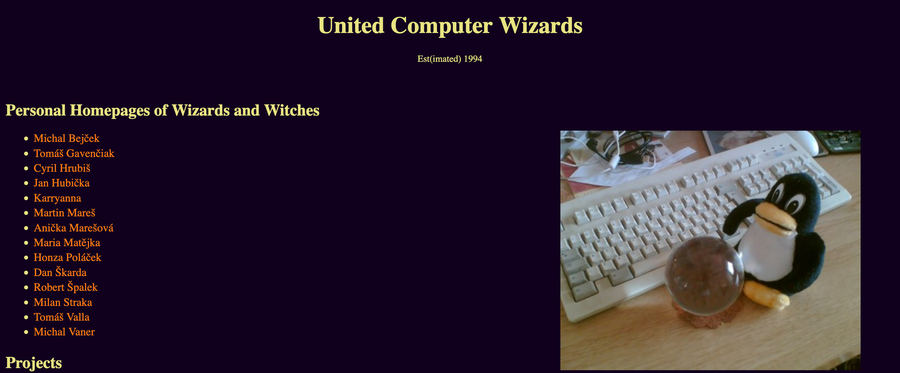 United Computer Wizards
Est(imated) 1994
Personal Homepages of Wizards and Witches
Michal Bejček
Tomáš Gavenčiak
Cyril Hrubiš
Jan Hubička
Karryanna
Martin Mareš
Anička Marešová
Maria Matějka
Honza Poláček
Dan Škarda
Robert Špalek
Milan Straka
Tomáš Valla
Michal Vaner
Projects